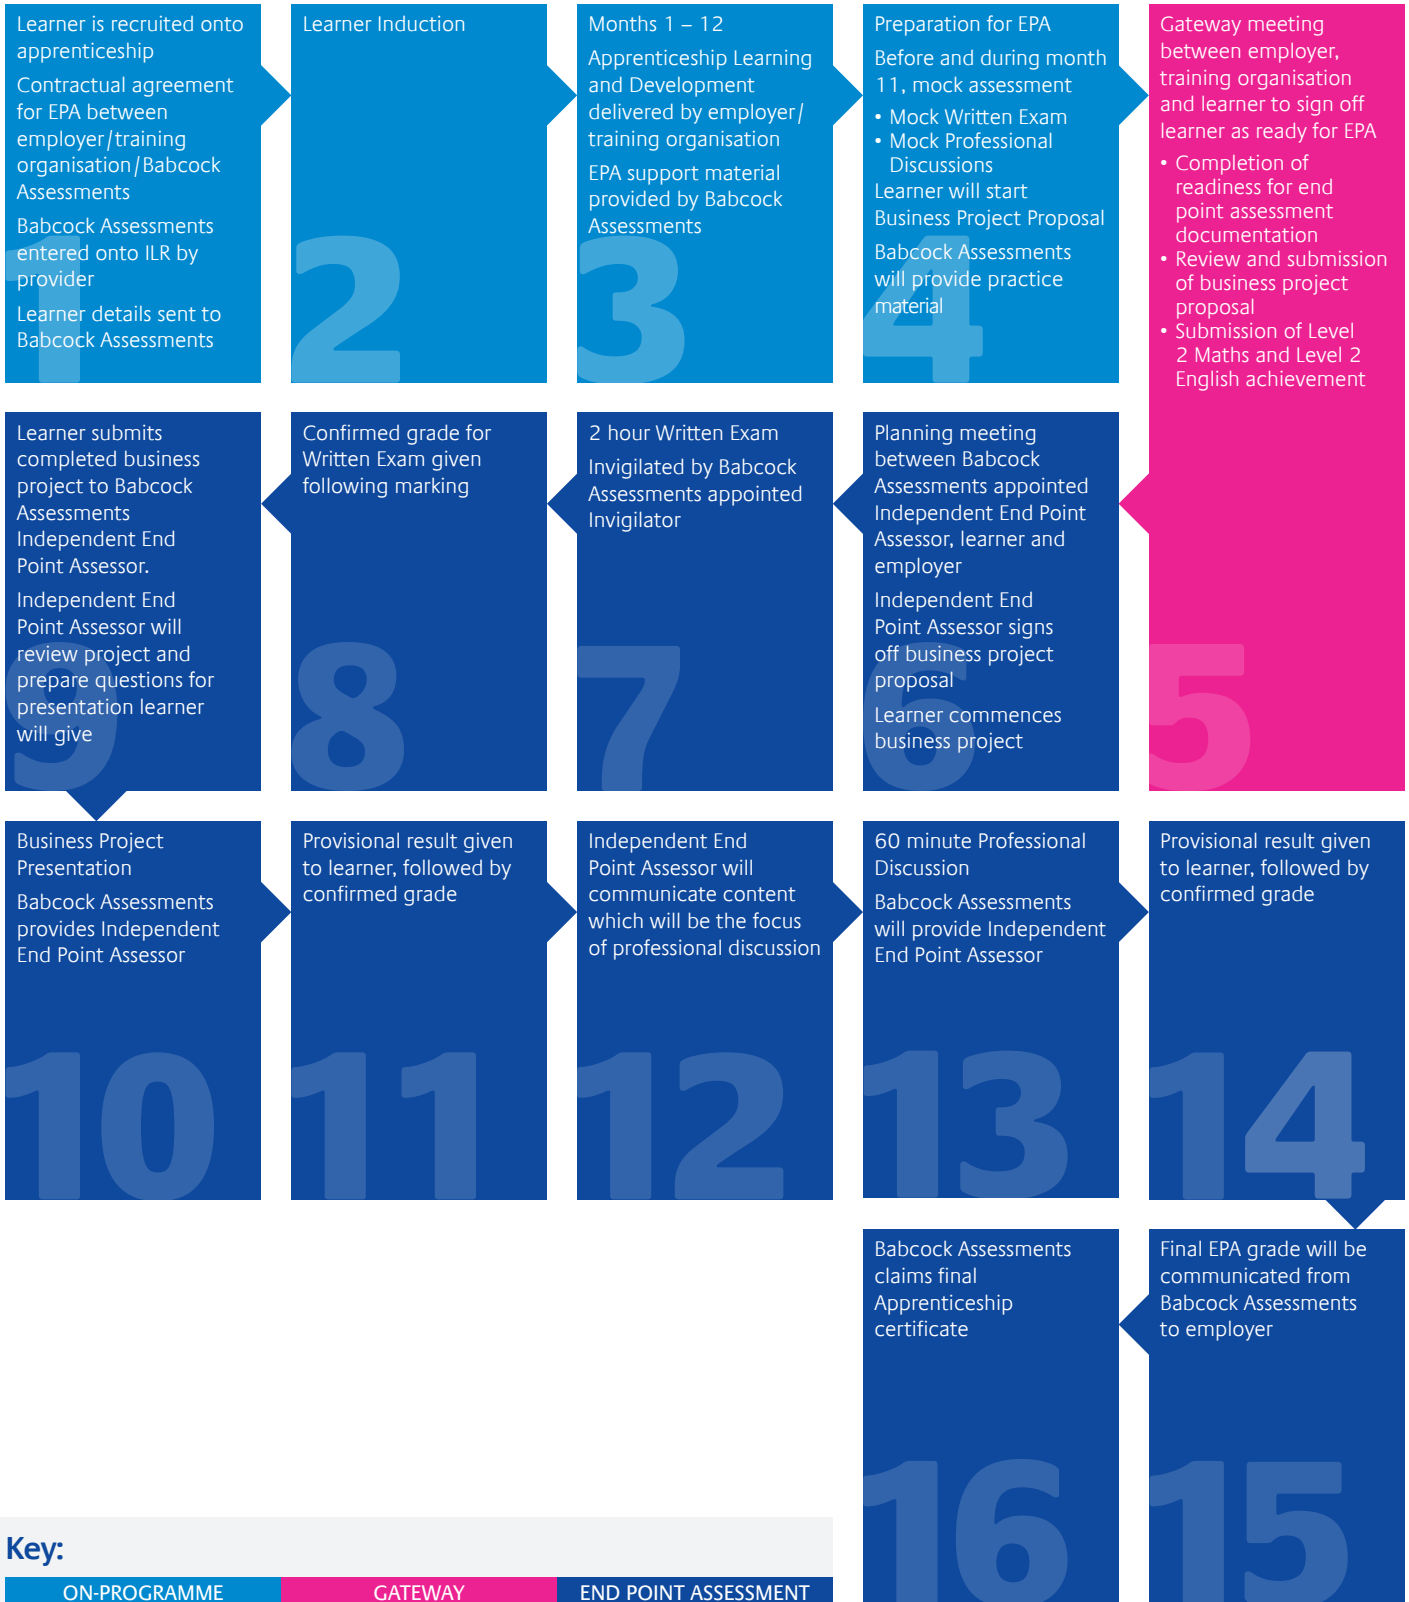 Learner is recruited onto
apprenticeship
Contractual agreement
for EPA between
employer/training
organisation/Babcock
Assessments
Babcock Assessments
entered onto ILR by
provider
Learner details sent to
Babcock Assessments
1
Learner Induction
2
Months 1 – 12
Apprenticeship Learning
and Development
delivered by employer/
training organisation
EPA support material
provided by Babcock
Assessments
3
Preparation for EPA
Before and during month
11, mock assessment
• Mock Written Exam
• Mock Professional
Discussions
Learner will start
Business Project Proposal
Babcock Assessments
will provide practice
material
4
Gateway meeting
between employer,
training organisation
and learner to sign off
learner as ready for EPA
• Completion of
readiness for end
point assessment
documentation
• Review and submission
of business project
proposal
• Submission of Level
2 Maths and Level 2
English achievement
5
Planning meeting
between Babcock
Assessments appointed
Independent End Point
Assessor, learner and
employer
Independent End
Point Assessor signs
off business project
proposal
Learner commences
business project
6
2 hour Written Exam
Invigilated by Babcock
Assessments appointed
Invigilator
7
Confirmed grade for
Written Exam given
following marking
8
Learner submits
completed business
project to Babcock
Assessments
Independent End
Point Assessor.
Independent End
Point Assessor will
review project and
prepare questions for
presentation learner
will give
9
Business Project
Presentation
Babcock Assessments
provides Independent
End Point Assessor
10
Provisional result given
to learner, followed by
confirmed grade
11
Independent End
Point Assessor will
communicate content
which will be the focus
of professional discussion
12
60 minute Professional
Discussion
Babcock Assessments
will provide Independent
End Point Assessor
13
Provisional result given
to learner, followed by
confirmed grade
14
Final EPA grade will be
communicated from
Babcock Assessments
to employer
15
Babcock Assessments
claims final
Apprenticeship
certificate
16
Key:
ON-PROGRAMME
GATEWAY
END POINT ASSESSMENT